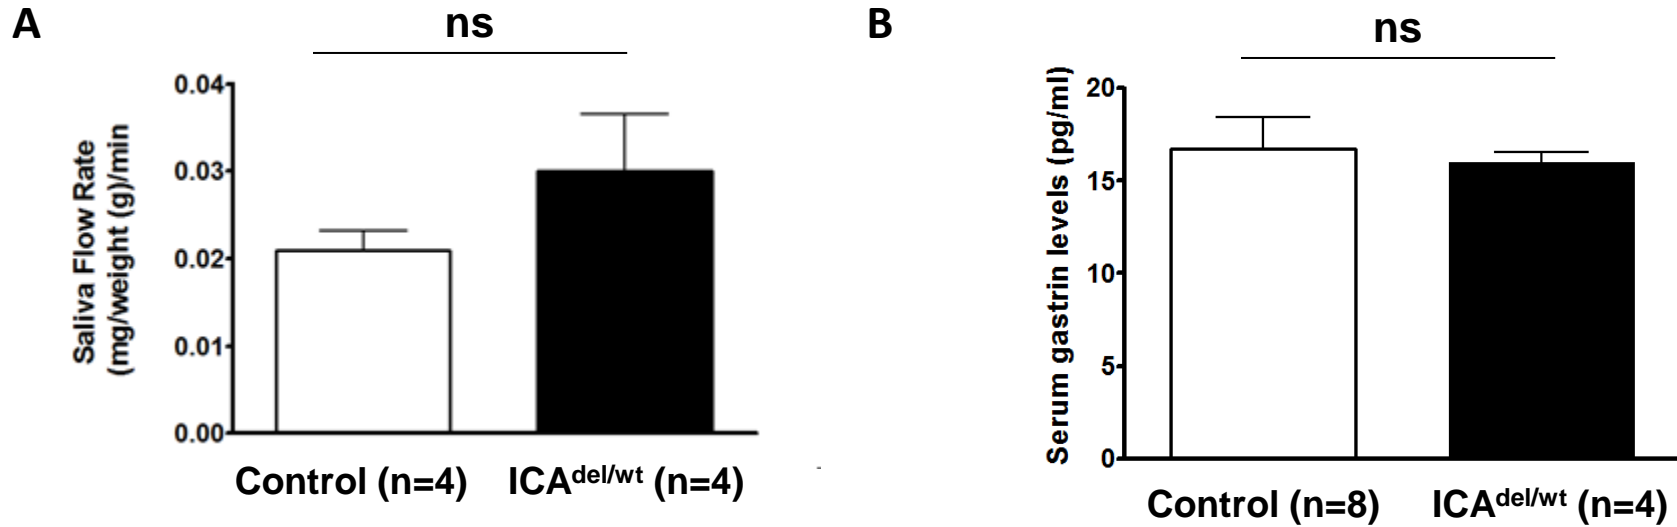 A
ns
Saliva Flow Rate
(mg/weight (g)/min
0.04
0.03
0.02
0.01
0.00
Control (n=4) ICAdel/wt (n=4)
B
ns
Serum gastrin levels (pg/ml)
20
15
10
5
0
Control (n=8) ICAdel/wt (n=4)